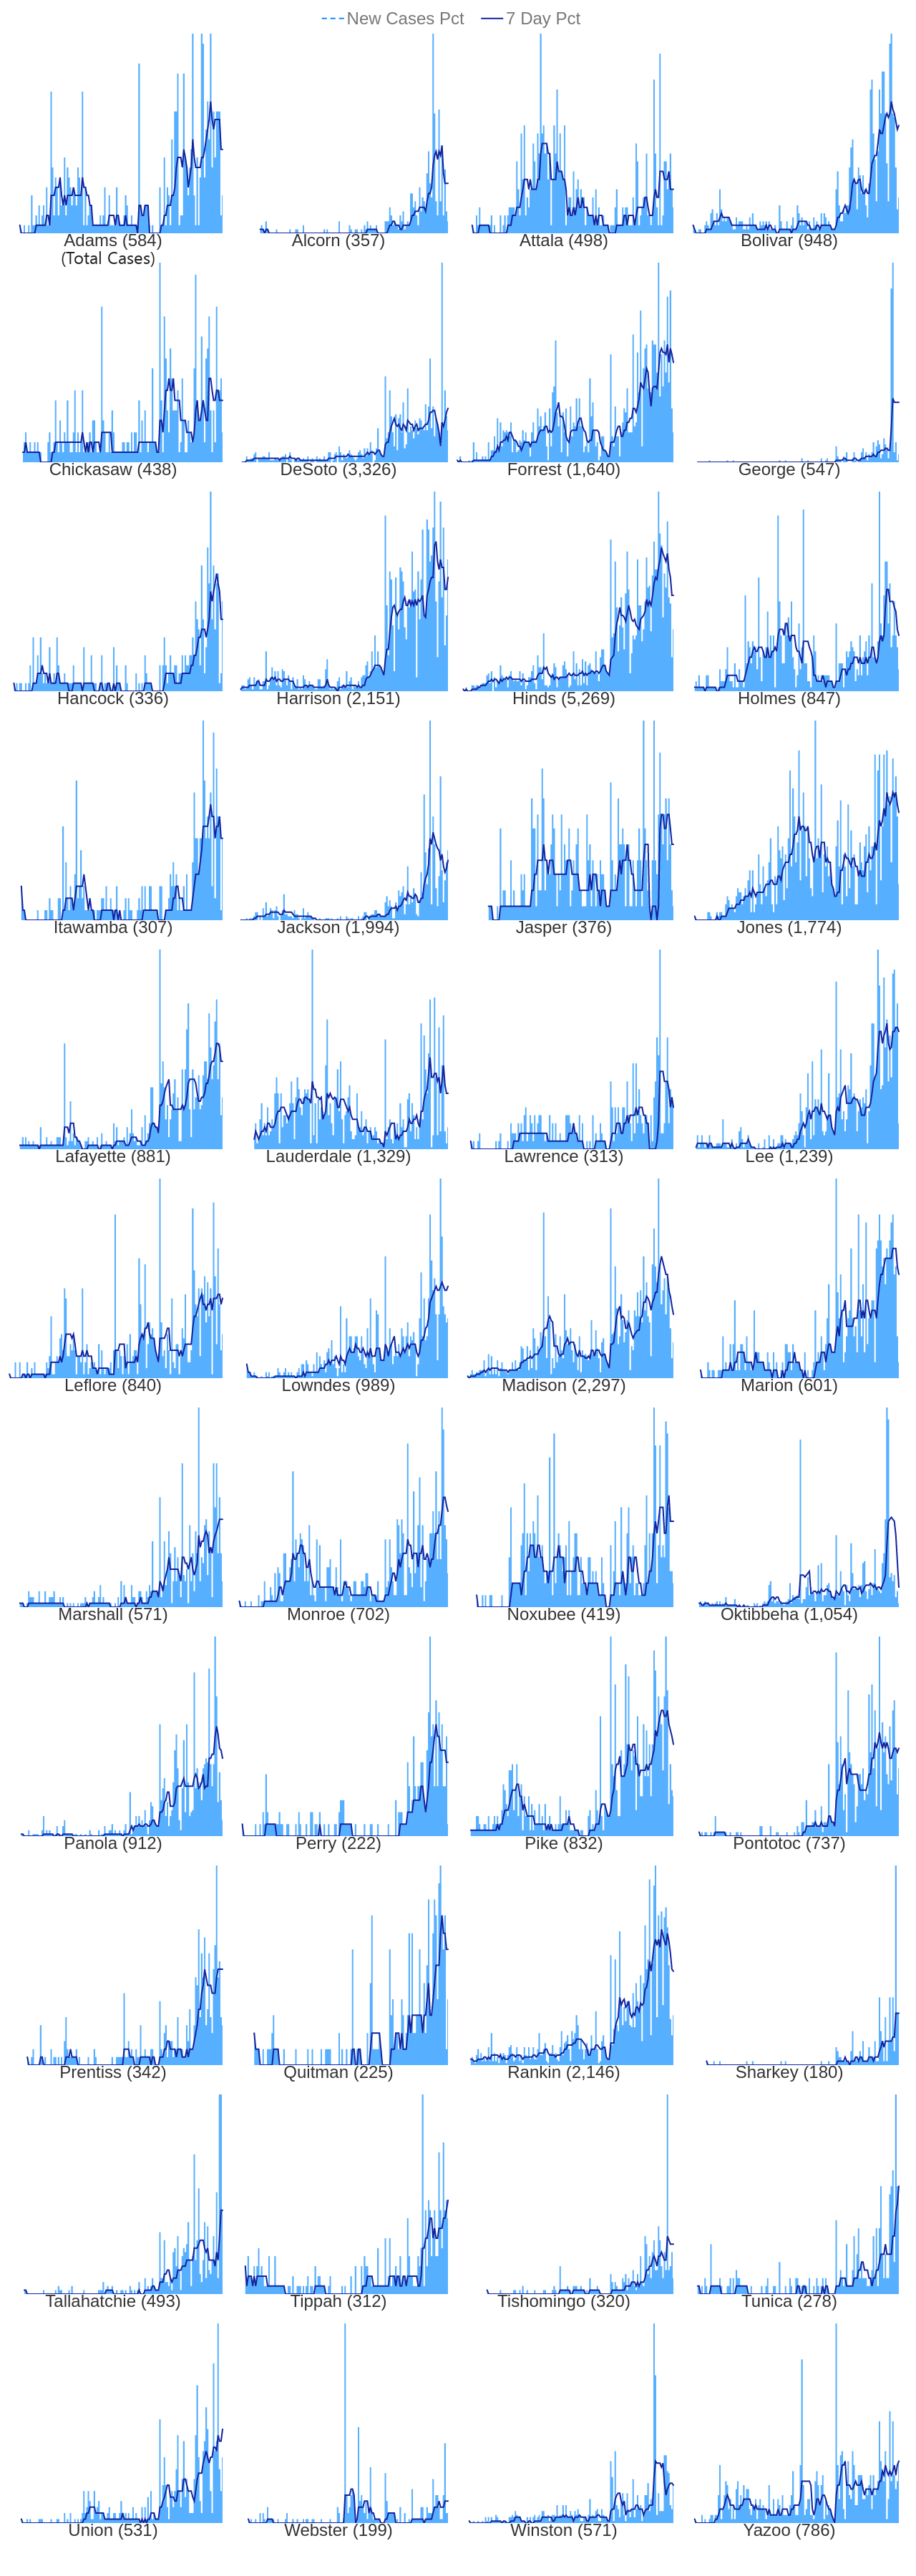 New Cases Pct 7 Day Pct
Adams (584) Alcorn (357) Attala (498) Bolivar (948)
(Total Cases)
Chickasaw (438) DeSoto (3,326) Forrest (1,640) George (547)
Hancock (336) Harrison (2,151) Hinds (5,269) Holmes (847)
Itawamba (307) Jackson (1,994) Jasper (376) Jones (1,774)
Lafayette (881) Lauderdale (1,329) Lawrence (313) Lee (1,239)
Leflore (840) Lowndes (989) Madison (2,297) Marion (601)
Marshall (571) Monroe (702) Noxubee (419) Oktibbeha (1,054)
Panola (912) Perry (222) Pike (832) Pontotoc (737)
Prentiss (342) Quitman (225) Rankin (2,146) Sharkey (180)
Tallahatchie (493) Tippah (312) Tishomingo (320) Tunica (278)
Union (531) Webster (199) Winston (571) Yazoo (786)